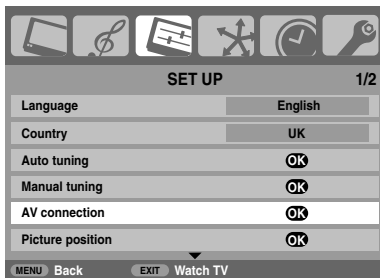 SET UP 1/2
Language English
Country UK
Auto tuning OK
Manual tuning OK
AV connection OK
Picture position OK
MENU Back EXIT Watch TV